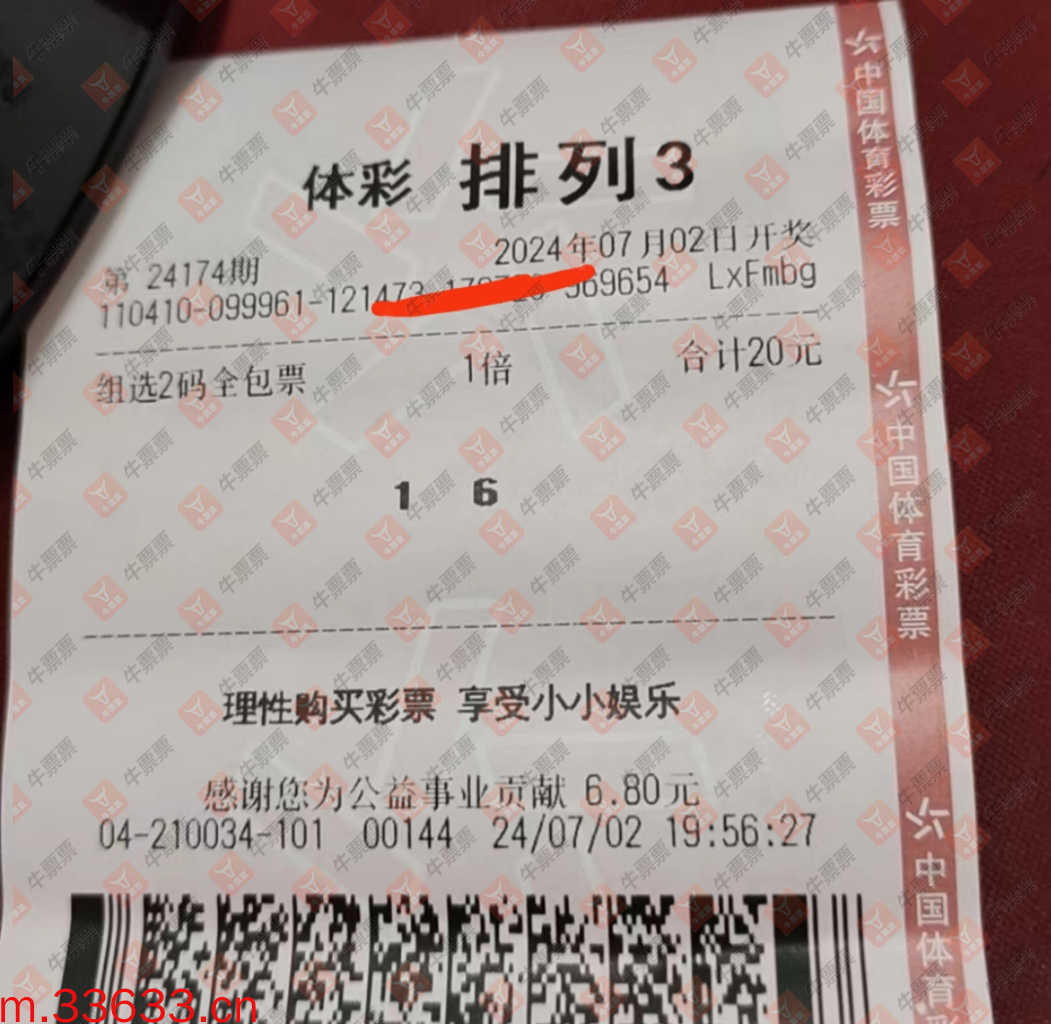 体彩 排列3
第 24174期 2024年07月02日开奖
110410-099961-121473 569654 LxFmbg
组选2码全包票 1倍 合计20元
1 6
理性购买彩票 享受小小娱乐
感谢您为公益事业贡献 6.80元
04-210034-101 00144 24/07/02 19:56:27
中国体育彩票
中国体育彩票
中国体育彩
牛票票
m.33633.cn